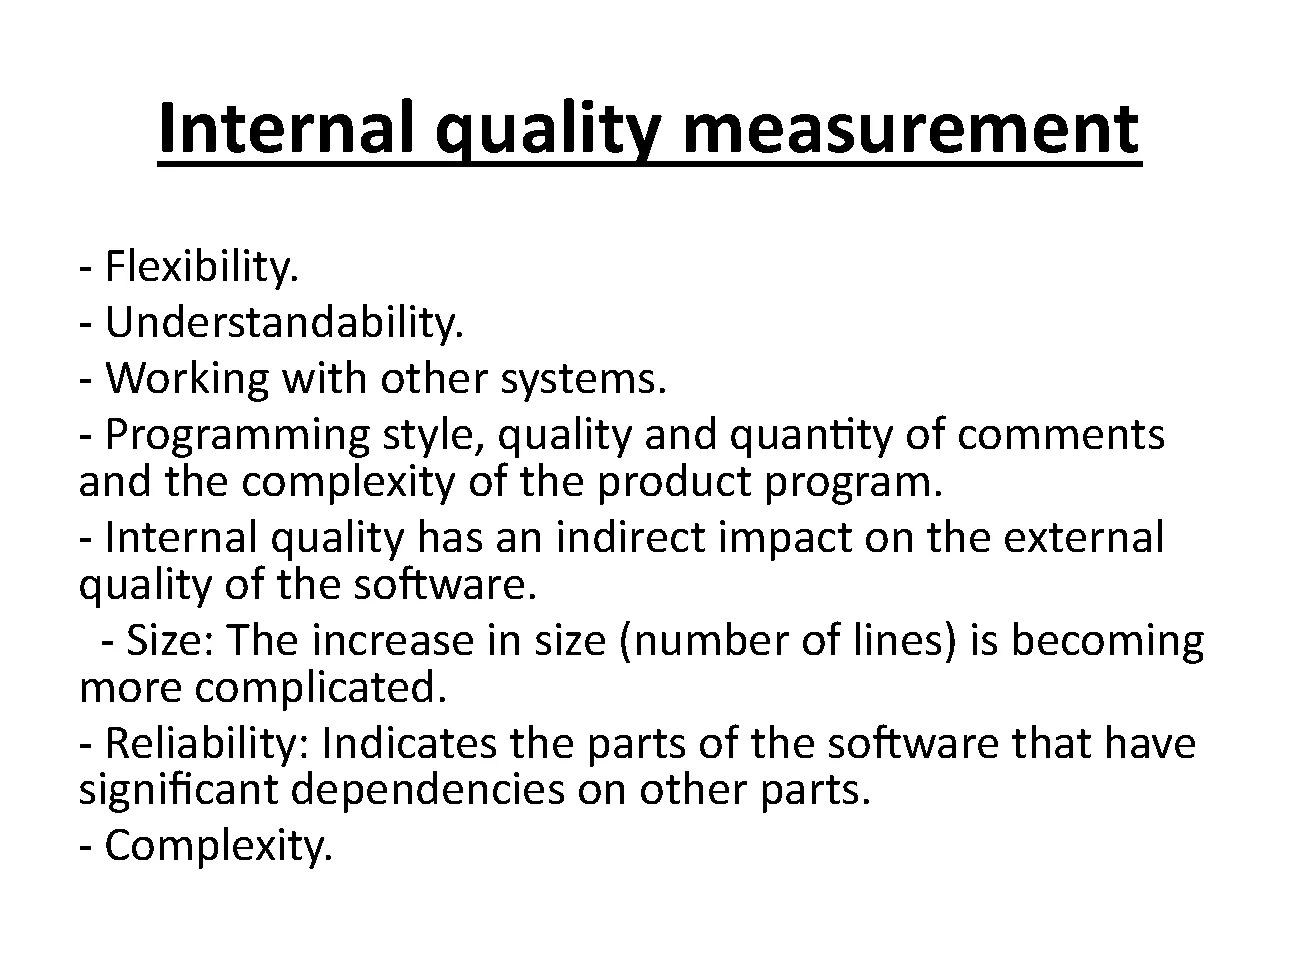 Internal quality measurement
- Flexibility.
- Understandability.
- Working with other systems.
- Programming style, quality and quantity of comments
and the complexity of the product program.
- Internal quality has an indirect impact on the external
quality of the software.
- Size: The increase in size (number of lines) is becoming
more complicated.
- Reliability: Indicates the parts of the software that have
significant dependencies on other parts.
- Complexity.